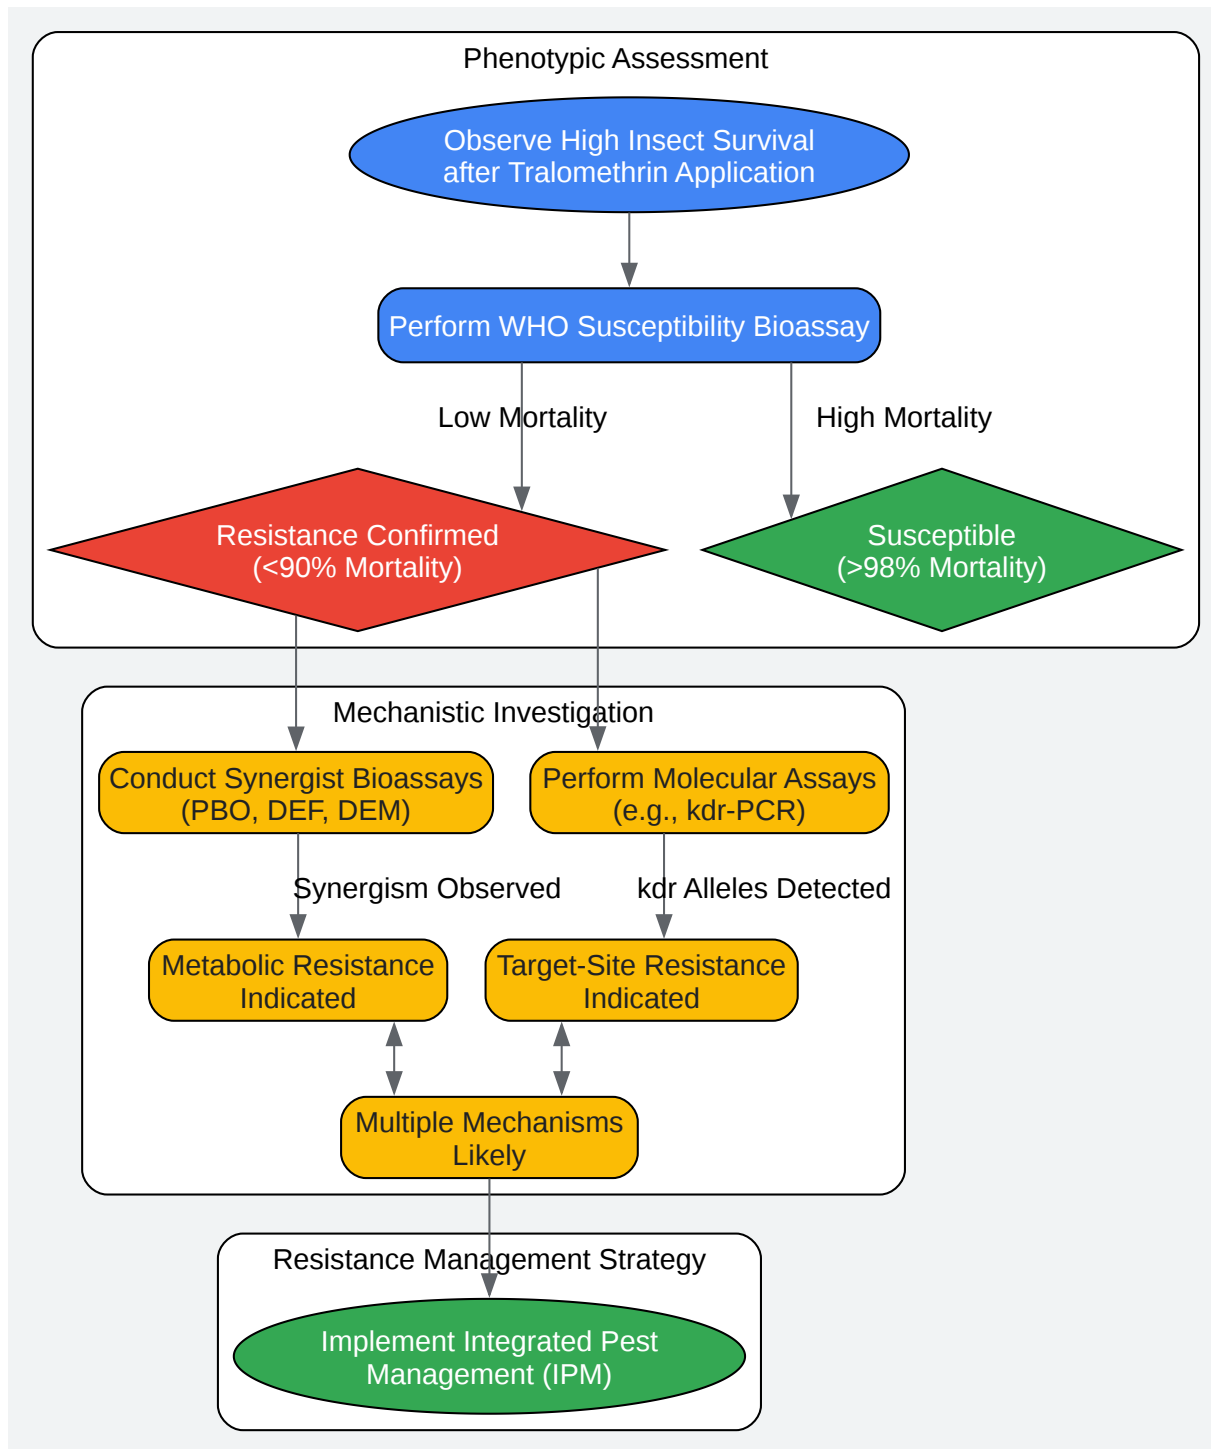 Phenotypic Assessment
Observe High Insect Survival
after Tralomethrin Application
Perform WHO Susceptibility Bioassay
Low Mortality
High Mortality
Resistance Confirmed
(<90% Mortality)
Susceptible
(>98% Mortality)
Mechanistic Investigation
Conduct Synergist Bioassays
(PBO, DEF, DEM)
Perform Molecular Assays
(e.g., kdr-PCR)
Synergism Observed
kdr Alleles Detected
Metabolic Resistance
Indicated
Target-Site Resistance
Indicated
Multiple Mechanisms
Likely
Resistance Management Strategy
Implement Integrated Pest
Management (IPM)